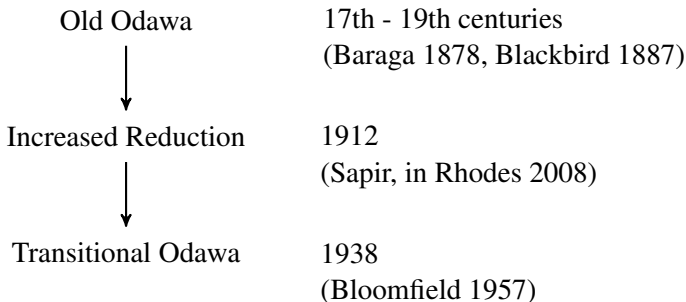 Old Odawa 17th - 19th centuries
(Baraga 1878, Blackbird 1887)
Increased Reduction 1912
(Sapir, in Rhodes 2008)
Transitional Odawa 1938
(Bloomfield 1957)